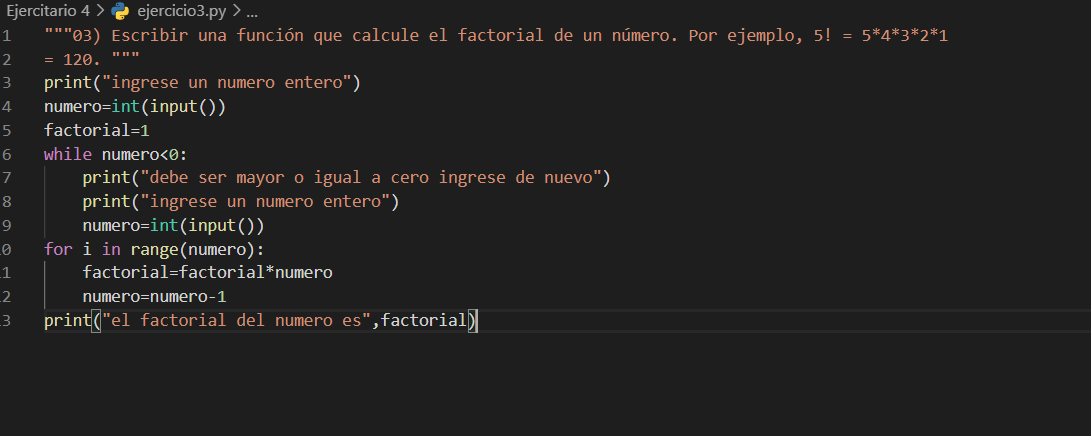 Ejercitario 4 > ejercicio3.py > ...
1 """03) Escribir una función que calcule el factorial de un número. Por ejemplo, 5! = 5*4*3*2*1
2 = 120. """
3 print("ingrese un numero entero")
4 numero=int(input())
5 factorial=1
6 while numero<0:
7     print("debe ser mayor o igual a cero ingrese de nuevo")
8     print("ingrese un numero entero")
9     numero=int(input())
10 for i in range(numero):
11     factorial=factorial*numero
12     numero=numero-1
13 print("el factorial del numero es",factorial)